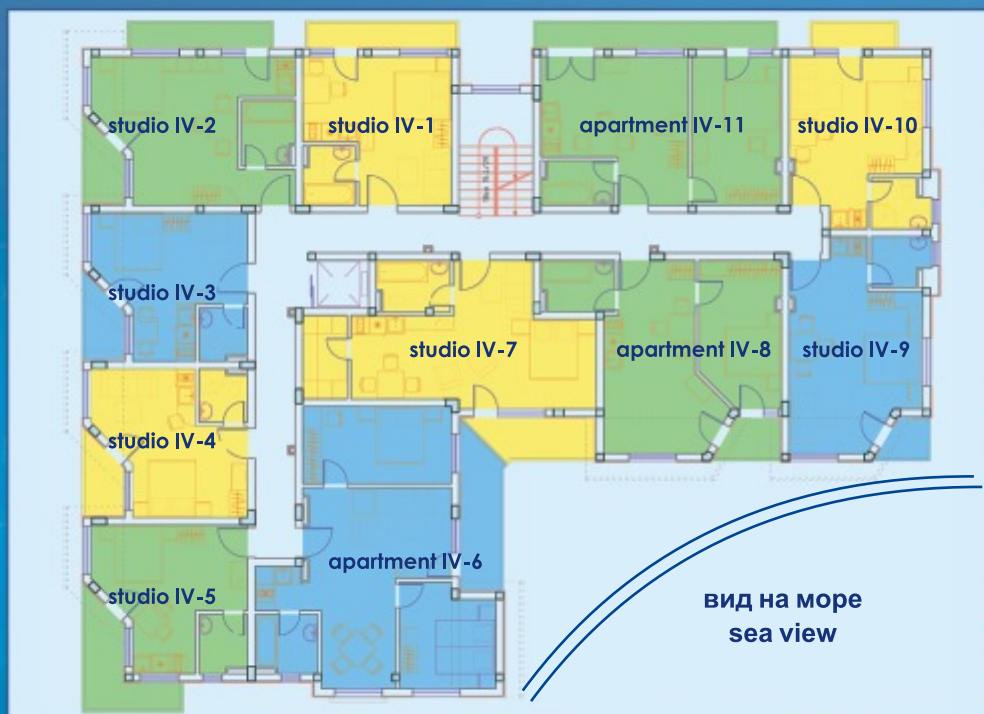 studio IV-2
studio IV-1
apartment IV-11
studio IV-10
studio IV-3
studio IV-7
apartment IV-8
studio IV-9
studio IV-4
apartment IV-6
studio IV-5
вид на море
sea view